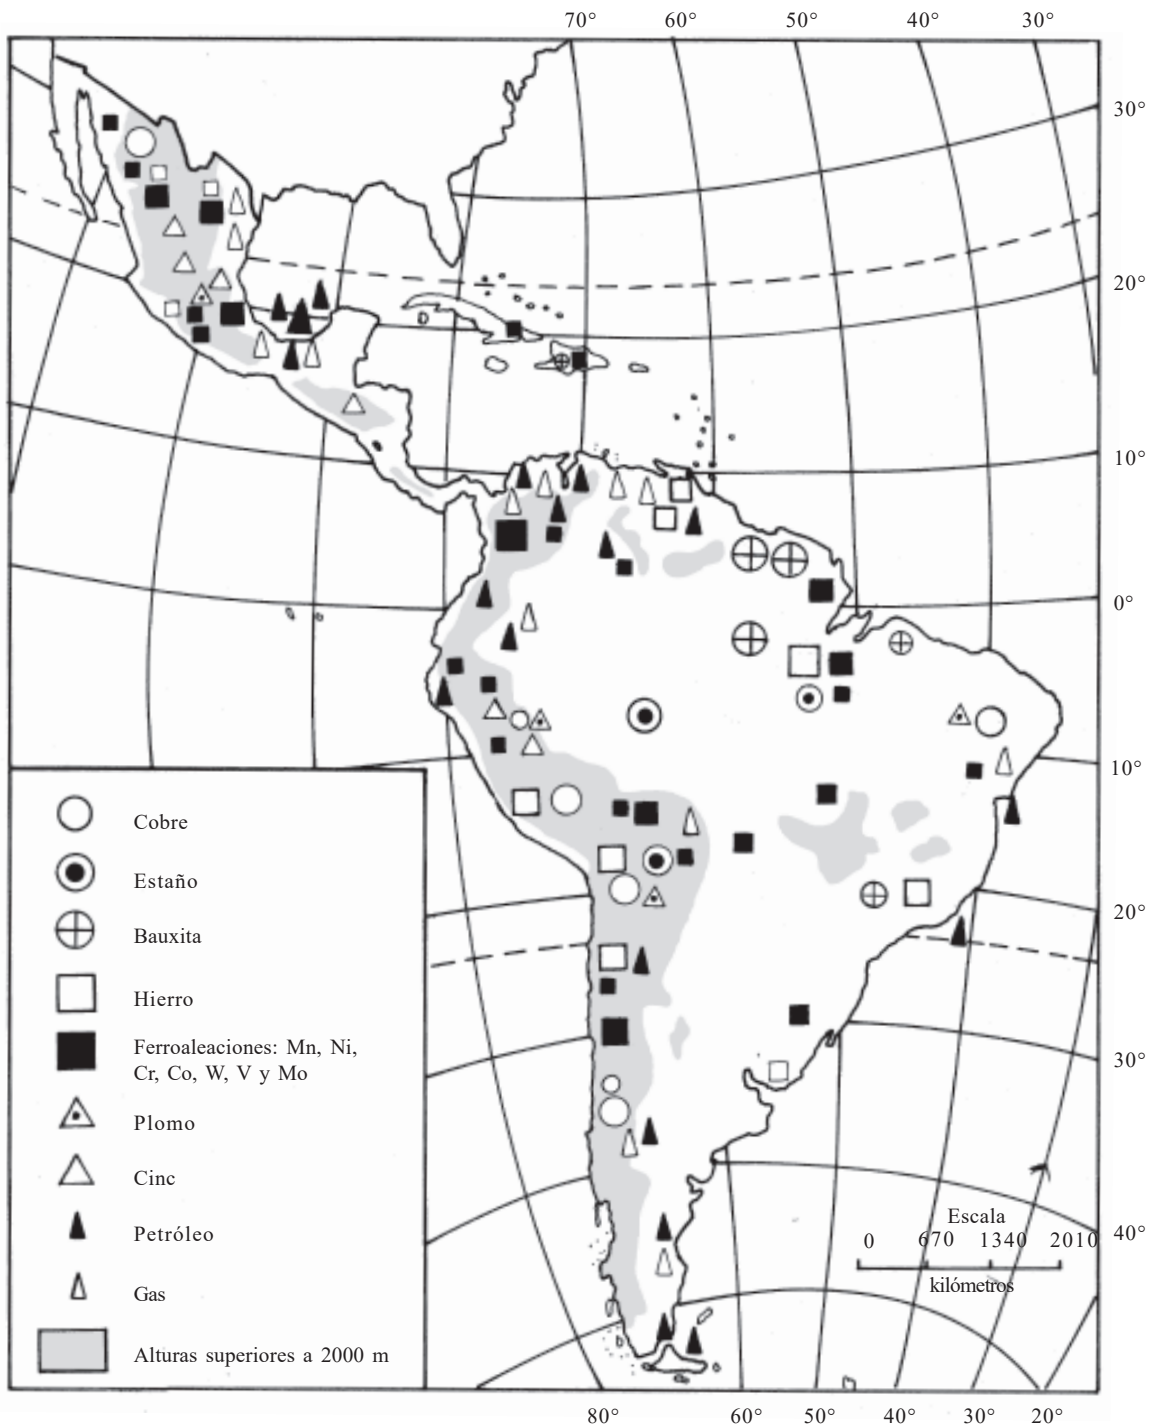 70° 60° 50° 40° 30°
30°
20°
10°
0°
10°
20°
30°
40°
Cobre
Estaño
Bauxita
Hierro
Ferroaleaciones: Mn, Ni,
Cr, Co, W, V y Mo
Plomo
Cinc
Petróleo
Gas
Alturas superiores a 2000 m
Escala
0 670 1340 2010
kilómetros
80° 60° 50° 40° 30° 20°